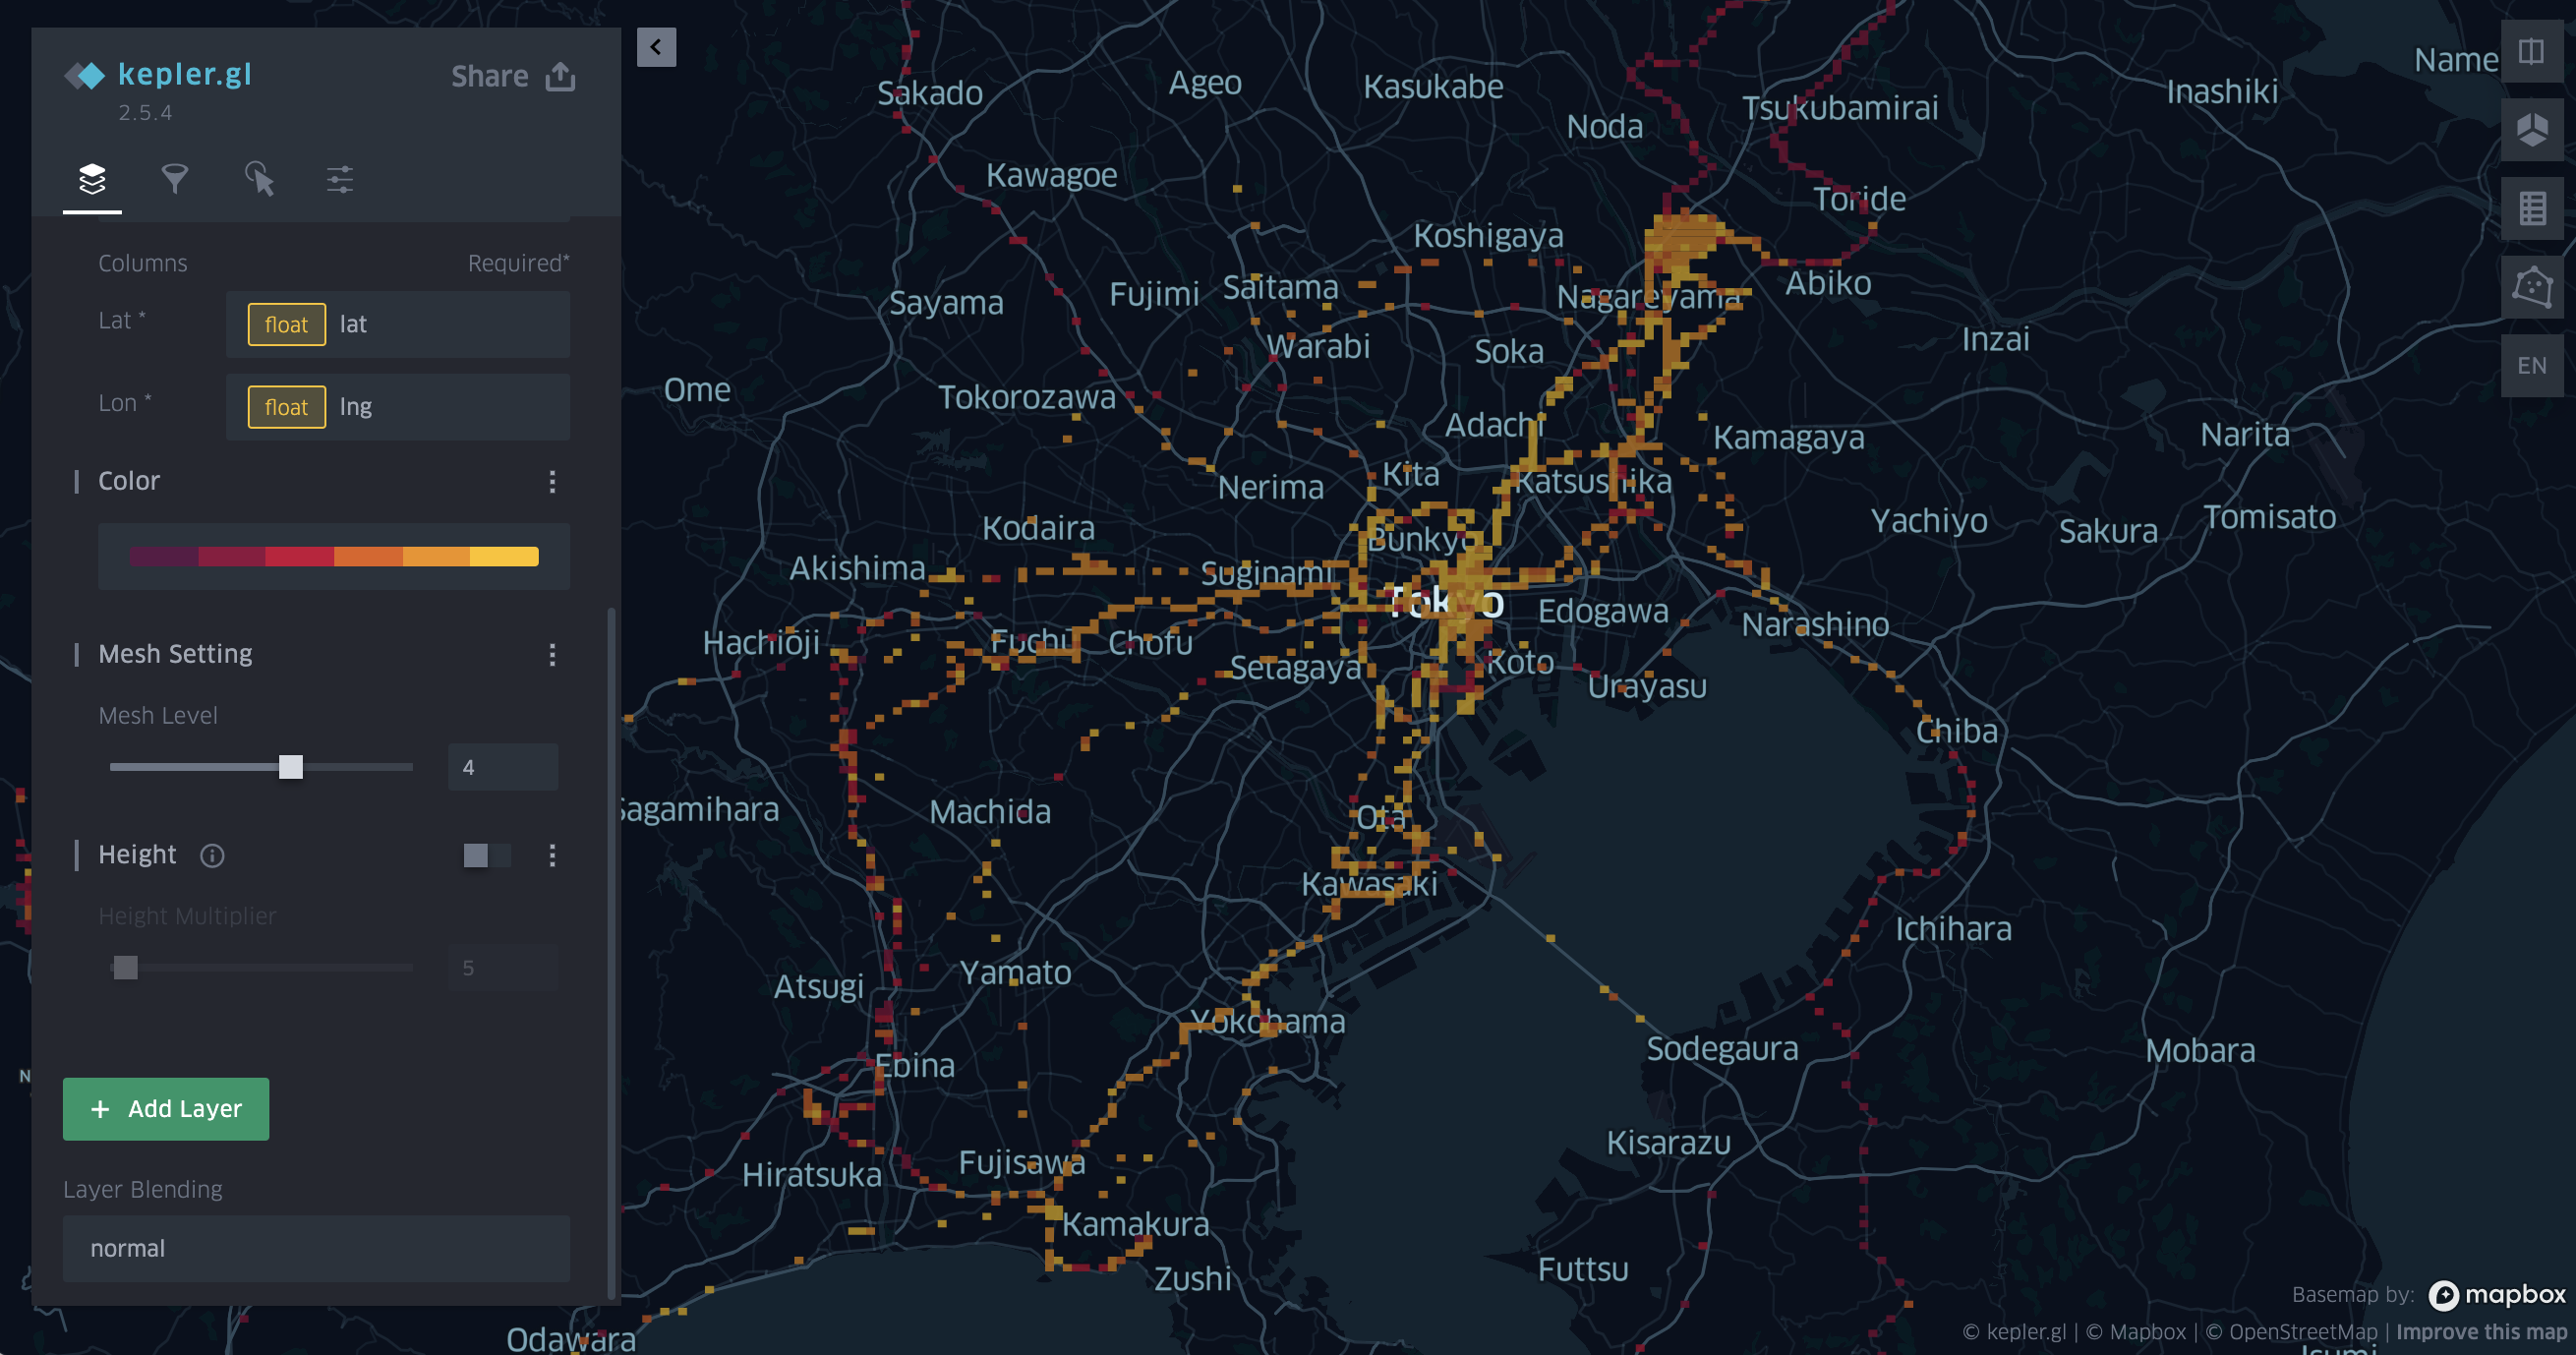 kepler.gl
2.5.4
Share
Columns
Required*
Lat *
float
lat
Lon *
float
lng
Color
Mesh Setting
Mesh Level
4
Height
Height Multiplier
5
+ Add Layer
Layer Blending
normal
EN
Name
Sakado
Ageo
Kasukabe
Inashiki
Tsukubamirai
Noda
Kawagoe
Toride
Koshigaya
Abiko
Sayama
Fujimi
Saitama
Nagareyama
Warabi
Soka
Inzai
Ome
Tokorozawa
Adachi
Kamagaya
Narita
Nerima
Kita
Katsushika
Kodaira
Bunkyo
Yachiyo
Sakura
Tomisato
Akishima
Suginami
Tokyo
Edogawa
Narashino
Hachioji
Fuchu
Chofu
Setagaya
Koto
Urayasu
Chiba
Sagamihara
Machida
Ota
Kawasaki
Ichihara
Atsugi
Yamato
Yokohama
Sodegaura
Mobara
Ebina
Kisarazu
Hiratsuka
Fujisawa
Kamakura
Zushi
Futtsu
Odawara
N
Basemap by:
mapbox
© kepler.gl | © Mapbox | © OpenStreetMap | Improve this map